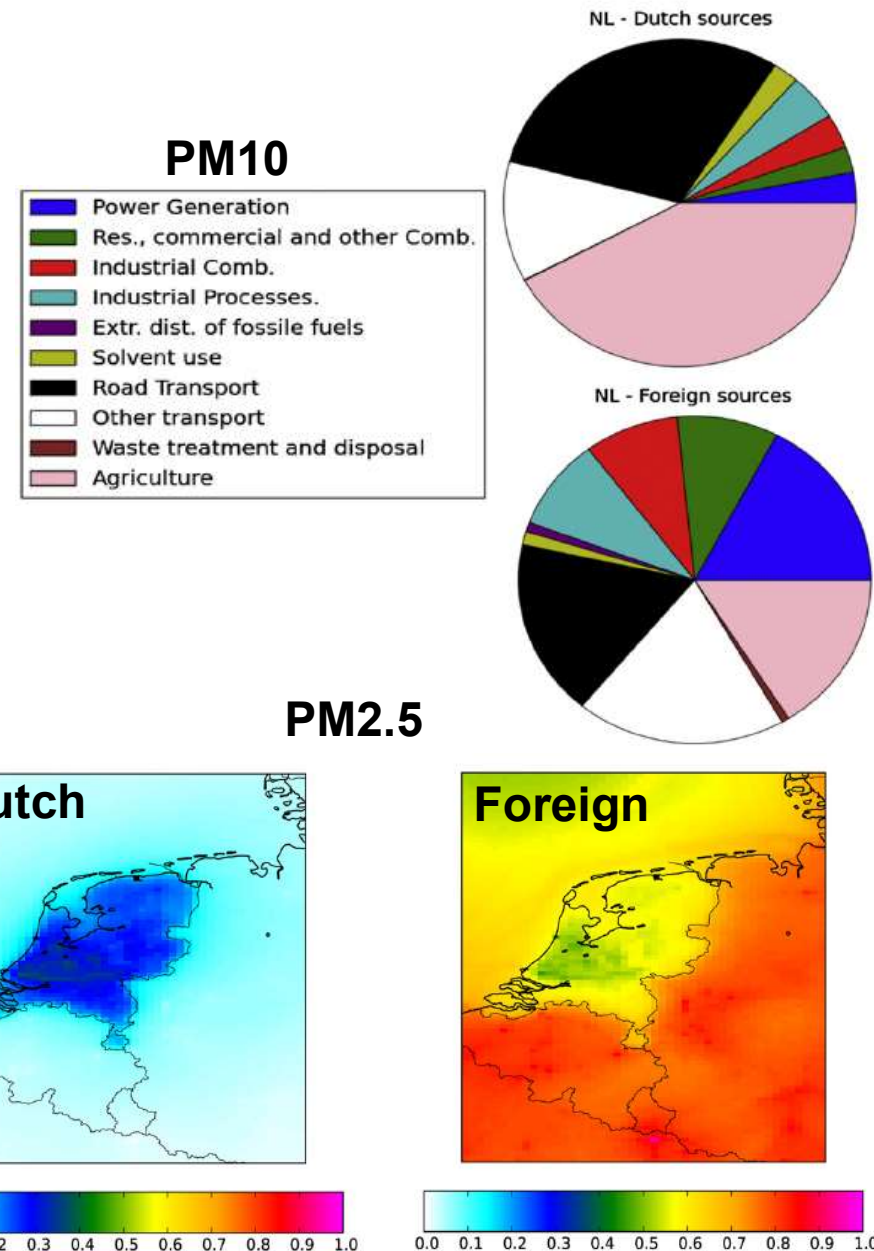 NL - Dutch sources
PM10
Power Generation
Res., commercial and other Comb.
Industrial Comb.
Industrial Processes.
Extr. dist. of fossile fuels
Solvent use
Road Transport
Other transport
Waste treatment and disposal
Agriculture
NL - Foreign sources
PM2.5
utch
Foreign
2 0.3 0.4 0.5 0.6 0.7 0.8 0.9 1.0
0.0 0.1 0.2 0.3 0.4 0.5 0.6 0.7 0.8 0.9 1.0